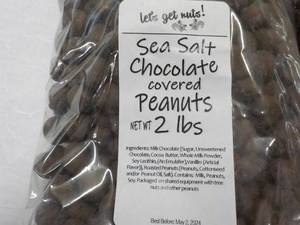 let's get nuts!
Sea Salt
Chocolate
covered
Peanuts
NET WT 2 lbs
Ingredients: Milk Chocolate (Sugar, Unsweetened
Chocolate, Cocoa Butter, Whole Milk Powder,
Soy Lecithin, (An Emulsifer),Vanillin (Artificial
Flavor)), Roasted Peanuts (Peanuts, Cottonseed
and/or Peanut Oil, Salt). Contains: Milk, Peanuts,
Soy. Packaged on shared equipment with tree
nuts and other peanuts
Best Before: May 2, 2024